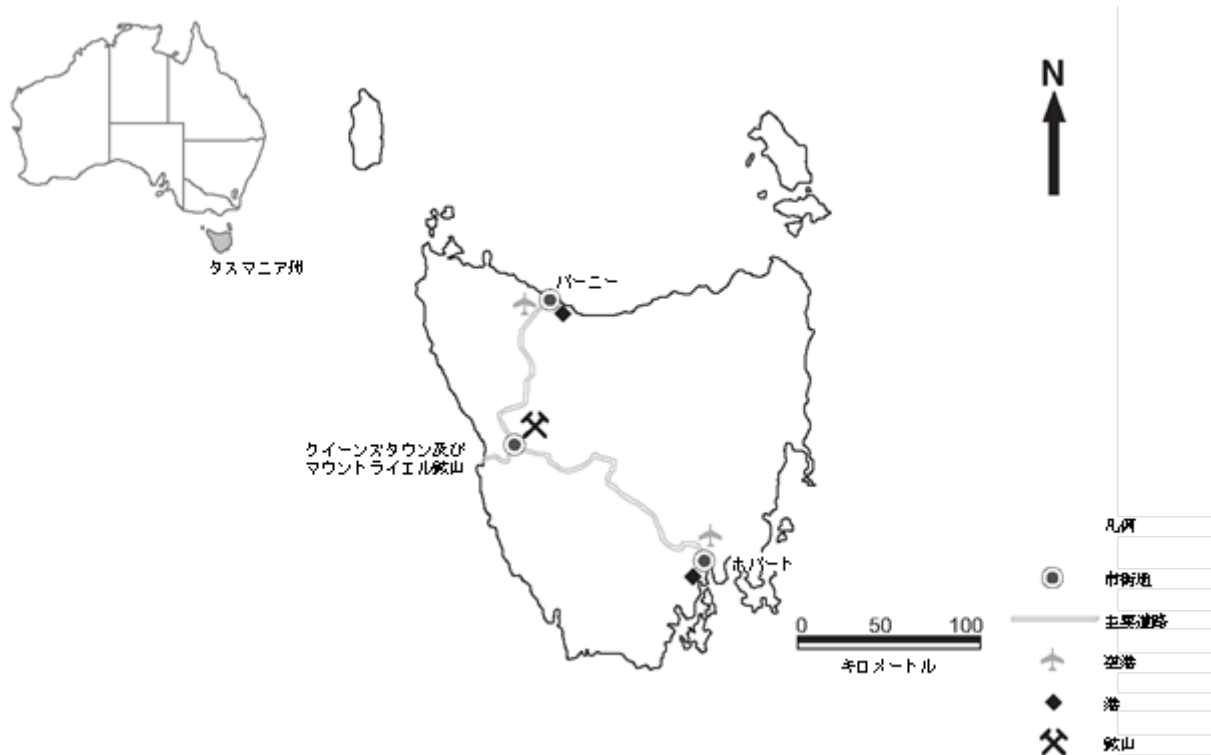 N
タスマニア州
バーニー
クイーンズタウン及び
マウントライエル鉱山
ホバート
0 50 100
キロメートル
凡例
市街地
主要道路
空港
港
鉱山